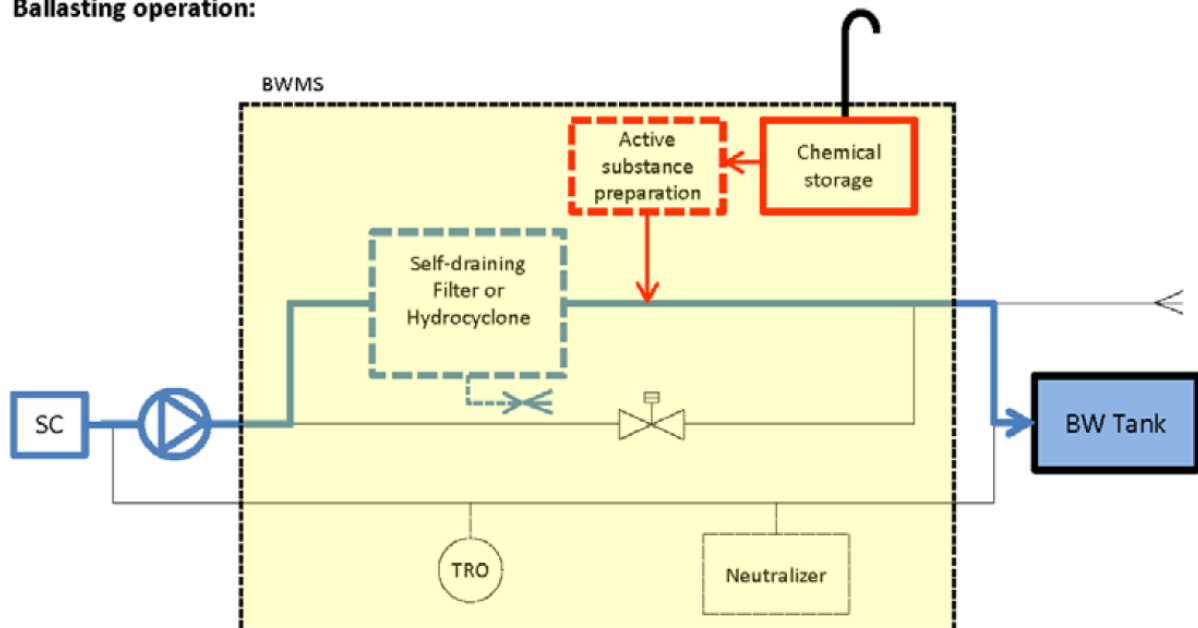 Ballasting operation:
BWMS
Active
substance
preparation
Chemical
storage
Self-draining
Filter or
Hydrocyclone
SC
BW Tank
TRO
Neutralizer